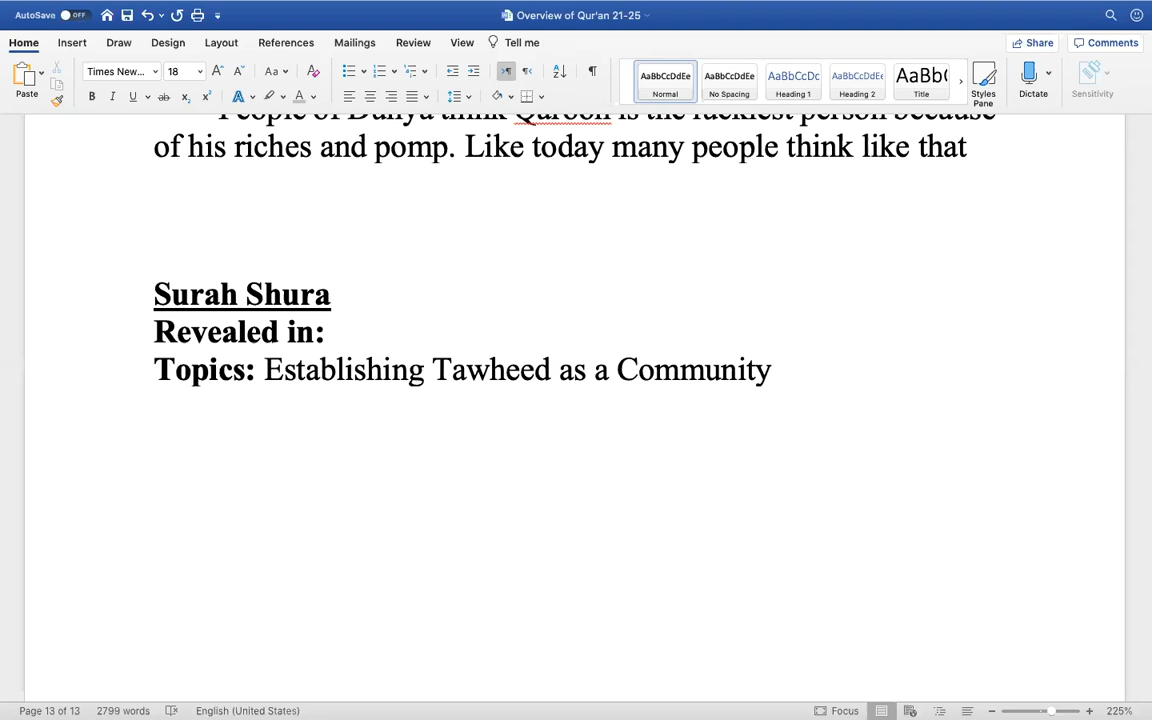 AutoSave OFF Overview of Qur'an 21-25
Home Insert Draw Design Layout References Mailings Review View Tell me Share Comments
Paste Times New... 18 Aa AaBbCcDdEe Normal AaBbCcDdEe No Spacing AaBbCcDc Heading 1 AaBbCcDdEe Heading 2 AaBb( Title Styles Pane Dictate Sensitivity
People of Dunya think Qaroon is the luckiest person because
of his riches and pomp. Like today many people think like that
Surah Shura
Revealed in:
Topics: Establishing Tawheed as a Community
Page 13 of 13 2799 words English (United States) Focus 225%